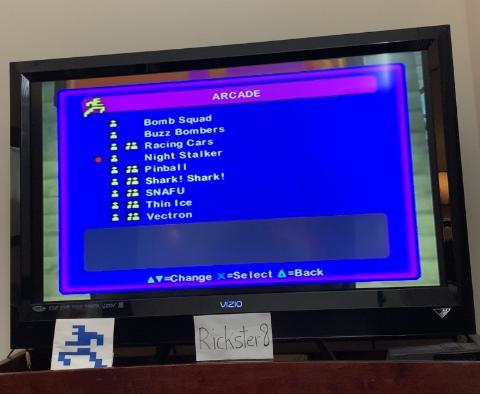 ARCADE
Bomb Squad
Buzz Bombers
Racing Cars
Night Stalker
Pinball
Shark! Shark!
SNAFU
Thin Ice
Vectron
▲▼=Change ✕=Select ▲=Back
VIZIO
Rickster8